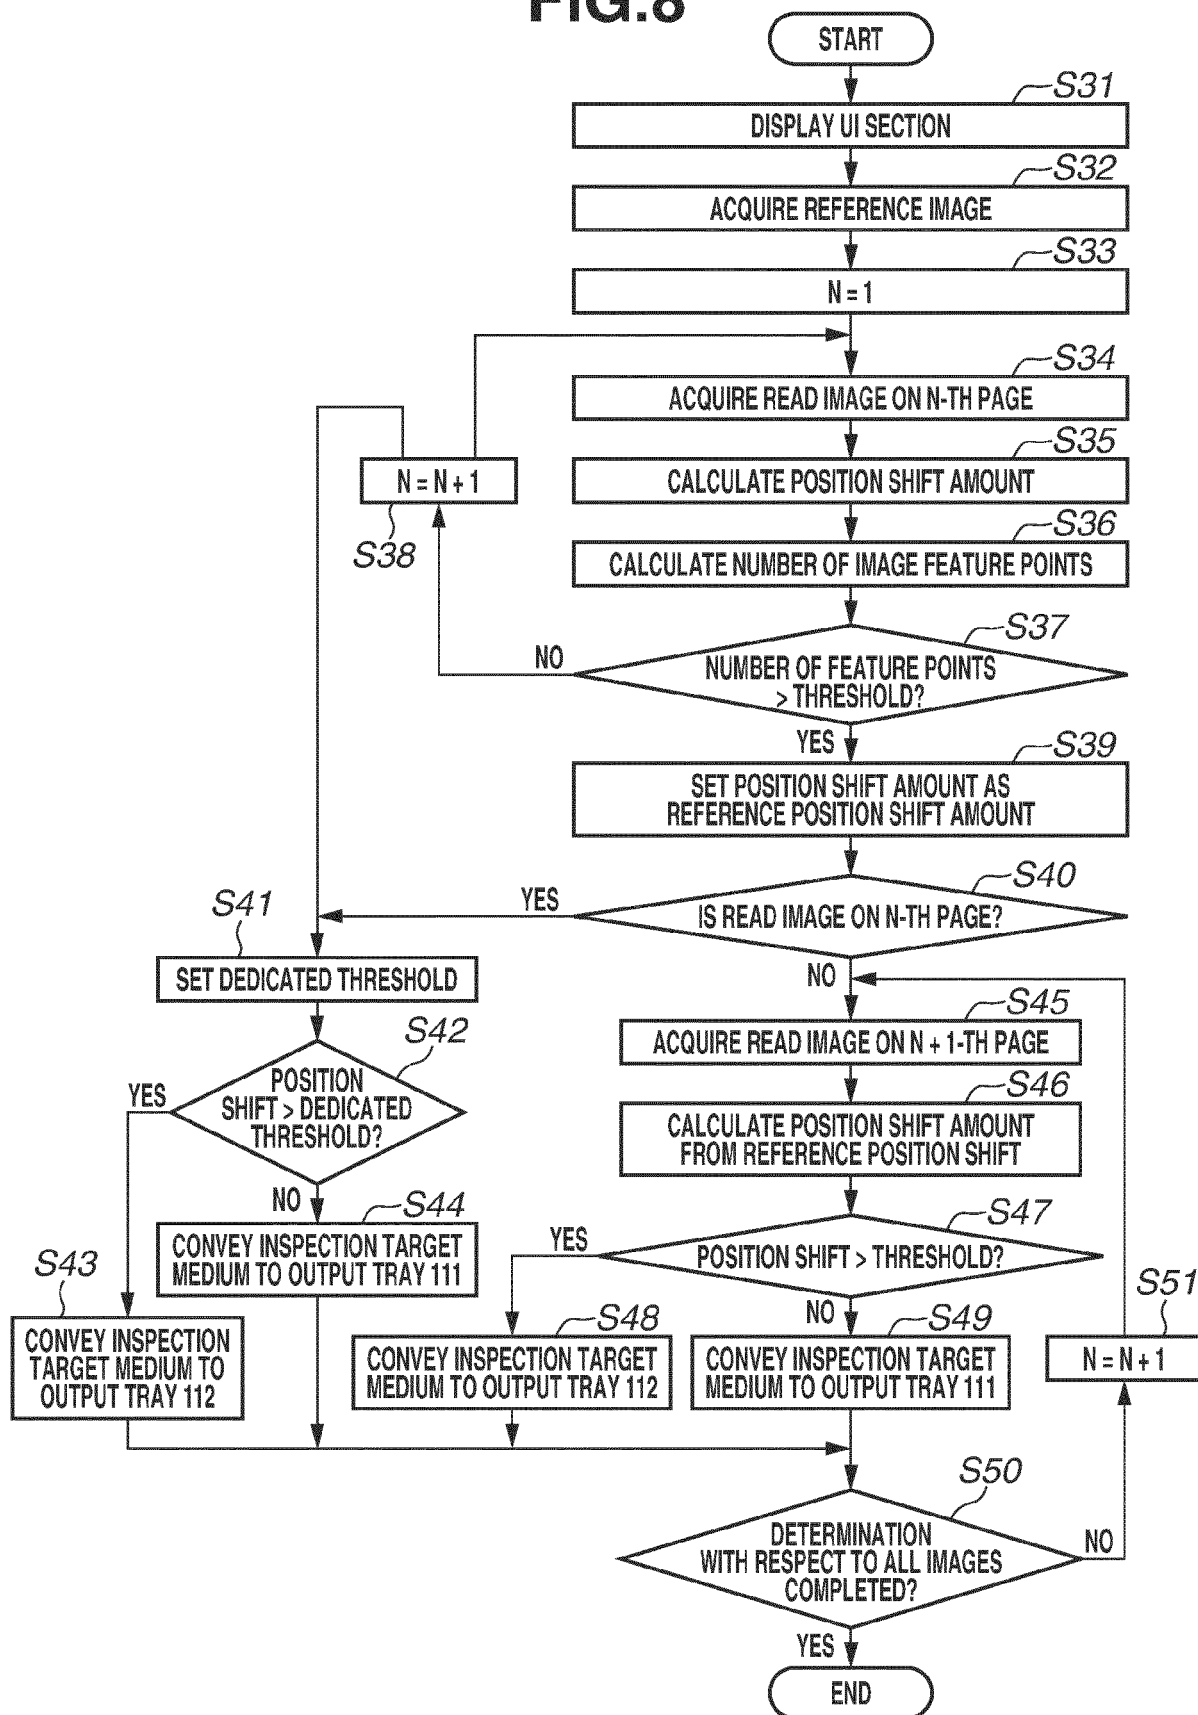 FIG.8
START
S31
DISPLAY UI SECTION
S32
ACQUIRE REFERENCE IMAGE
S33
N = 1
S34
ACQUIRE READ IMAGE ON N-TH PAGE
S35
CALCULATE POSITION SHIFT AMOUNT
N = N + 1
S38
S36
CALCULATE NUMBER OF IMAGE FEATURE POINTS
S37
NUMBER OF FEATURE POINTS
> THRESHOLD?
NO
YES
S39
SET POSITION SHIFT AMOUNT AS
REFERENCE POSITION SHIFT AMOUNT
S40
IS READ IMAGE ON N-TH PAGE?
YES
NO
S41
SET DEDICATED THRESHOLD
S42
POSITION
SHIFT > DEDICATED
THRESHOLD?
YES
NO
S43
CONVEY INSPECTION
TARGET MEDIUM TO
OUTPUT TRAY 112
S44
CONVEY INSPECTION TARGET
MEDIUM TO OUTPUT TRAY 111
S45
ACQUIRE READ IMAGE ON N + 1-TH PAGE
S46
CALCULATE POSITION SHIFT AMOUNT
FROM REFERENCE POSITION SHIFT
S47
POSITION SHIFT > THRESHOLD?
YES
NO
S48
CONVEY INSPECTION TARGET
MEDIUM TO OUTPUT TRAY 112
S49
CONVEY INSPECTION TARGET
MEDIUM TO OUTPUT TRAY 111
S51
N = N + 1
S50
DETERMINATION
WITH RESPECT TO ALL IMAGES
COMPLETED?
NO
YES
END